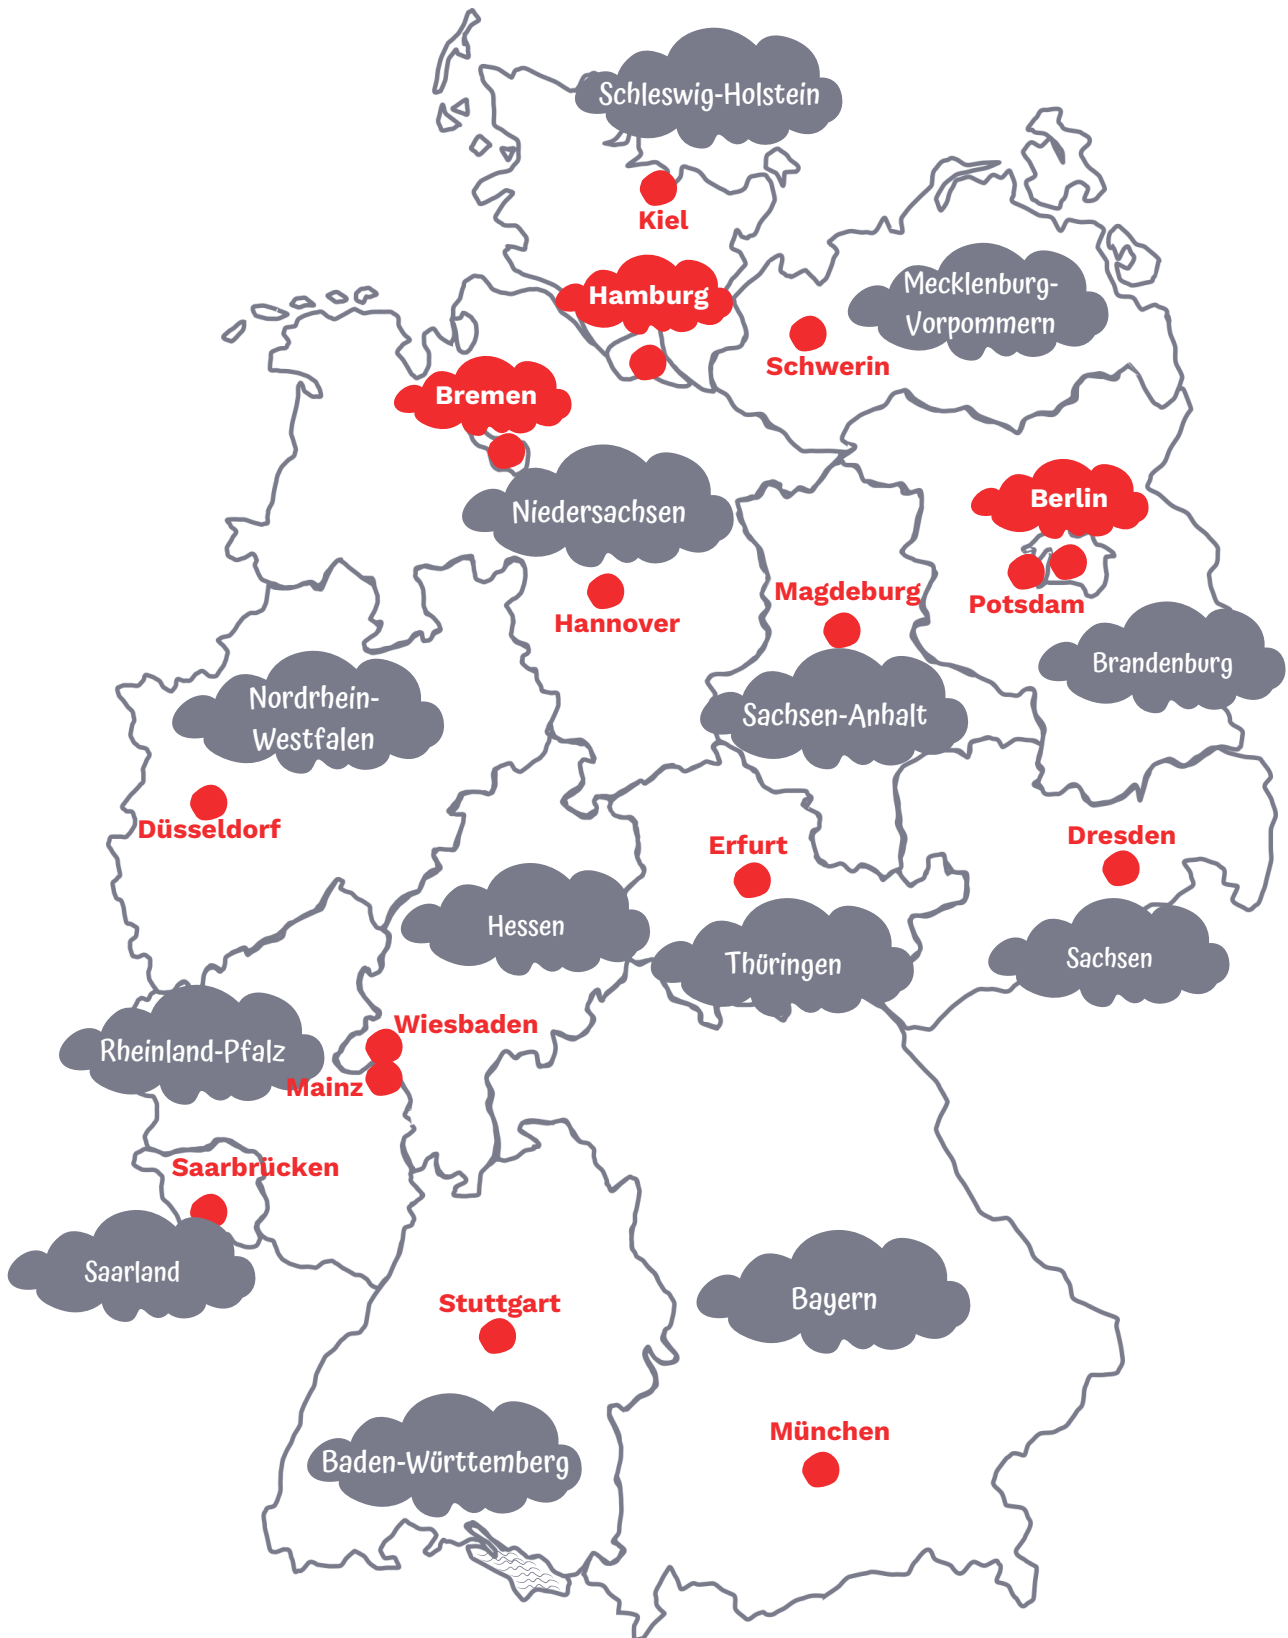 Schleswig-Holstein
Kiel
Hamburg
Mecklenburg-
Vorpommern
Schwerin
Bremen
Niedersachsen
Berlin
Hannover
Magdeburg
Potsdam
Brandenburg
Nordrhein-
Westfalen
Sachsen-Anhalt
Düsseldorf
Erfurt
Dresden
Hessen
Thüringen
Sachsen
Wiesbaden
Rheinland-Pfalz
Mainz
Saarbrücken
Saarland
Stuttgart
Bayern
München
Baden-Württemberg